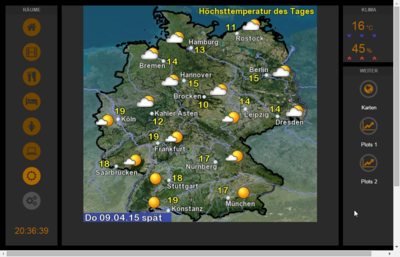 RÄUME
Höchsttemperatur des Tages
KLIMA
11
Rostock
16 °C
13
Hamburg
45 %
14
Bremen
Berlin
15
WEITER
Hannover
15
Brocken
10
Karten
14
Leipzig
14
Dresden
19
Köln
Kahler Asten
12
Plots 1
19
Frankfurt
18
Saarbrücken
17
Nürnberg
Plots 2
18
Stuttgart
17
München
19
Konstanz
Do 09.04.15 spät
20:36:39